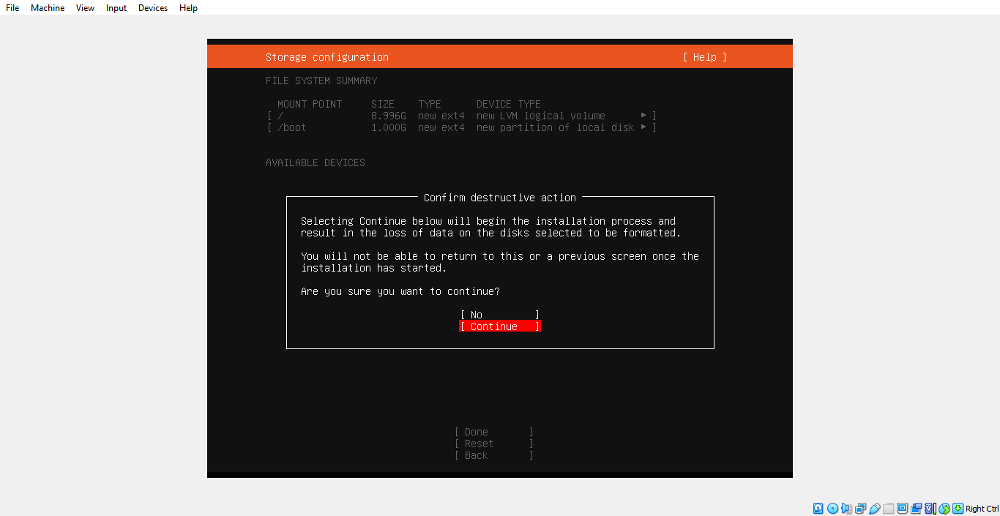 File Machine View Input Devices Help
Storage configuration [ Help ]
FILE SYSTEM SUMMARY
MOUNT POINT SIZE TYPE DEVICE TYPE
[ / 8.996G new ext4 new LVM logical volume ▸ ]
[ /boot 1.000G new ext4 new partition of local disk ▸ ]
AVAILABLE DEVICES
Confirm destructive action
Selecting Continue below will begin the installation process and
result in the loss of data on the disks selected to be formatted.
You will not be able to return to this or a previous screen once the
installation has started.
Are you sure you want to continue?
[ No ]
[ Continue ]
[ Done ]
[ Reset ]
[ Back ]
Right Ctrl